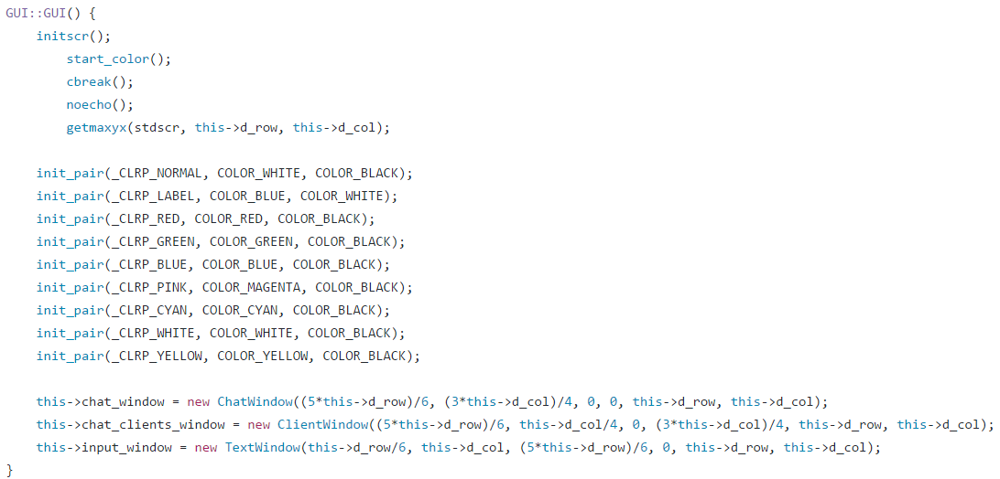 GUI::GUI() {
    initscr();
        start_color();
        cbreak();
        noecho();
        getmaxyx(stdscr, this->d_row, this->d_col);

    init_pair(_CLRP_NORMAL, COLOR_WHITE, COLOR_BLACK);
    init_pair(_CLRP_LABEL, COLOR_BLUE, COLOR_WHITE);
    init_pair(_CLRP_RED, COLOR_RED, COLOR_BLACK);
    init_pair(_CLRP_GREEN, COLOR_GREEN, COLOR_BLACK);
    init_pair(_CLRP_BLUE, COLOR_BLUE, COLOR_BLACK);
    init_pair(_CLRP_PINK, COLOR_MAGENTA, COLOR_BLACK);
    init_pair(_CLRP_CYAN, COLOR_CYAN, COLOR_BLACK);
    init_pair(_CLRP_WHITE, COLOR_WHITE, COLOR_BLACK);
    init_pair(_CLRP_YELLOW, COLOR_YELLOW, COLOR_BLACK);

    this->chat_window = new ChatWindow((5*this->d_row)/6, (3*this->d_col)/4, 0, 0, this->d_row, this->d_col);
    this->chat_clients_window = new ClientWindow((5*this->d_row)/6, this->d_col/4, 0, (3*this->d_col)/4, this->d_row, this->d_col);
    this->input_window = new TextWindow(this->d_row/6, this->d_col, (5*this->d_row)/6, 0, this->d_row, this->d_col);
}